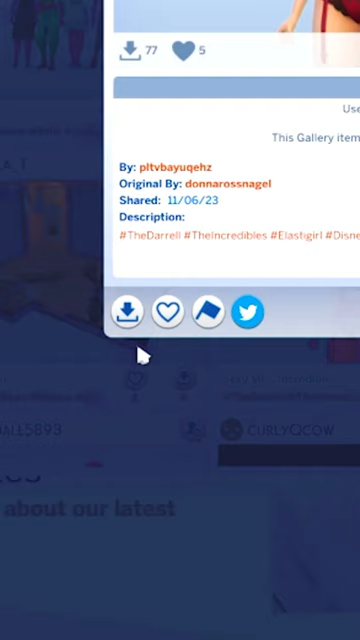 77 5
Use
This Gallery item
By: pltvbayuqehz
Original By: donnarossnagel
Shared: 11/06/23
Description:
#TheDarrell #TheIncredibles #Elastigirl #Disne
ALL5893
CURLYQCOW
about our latest